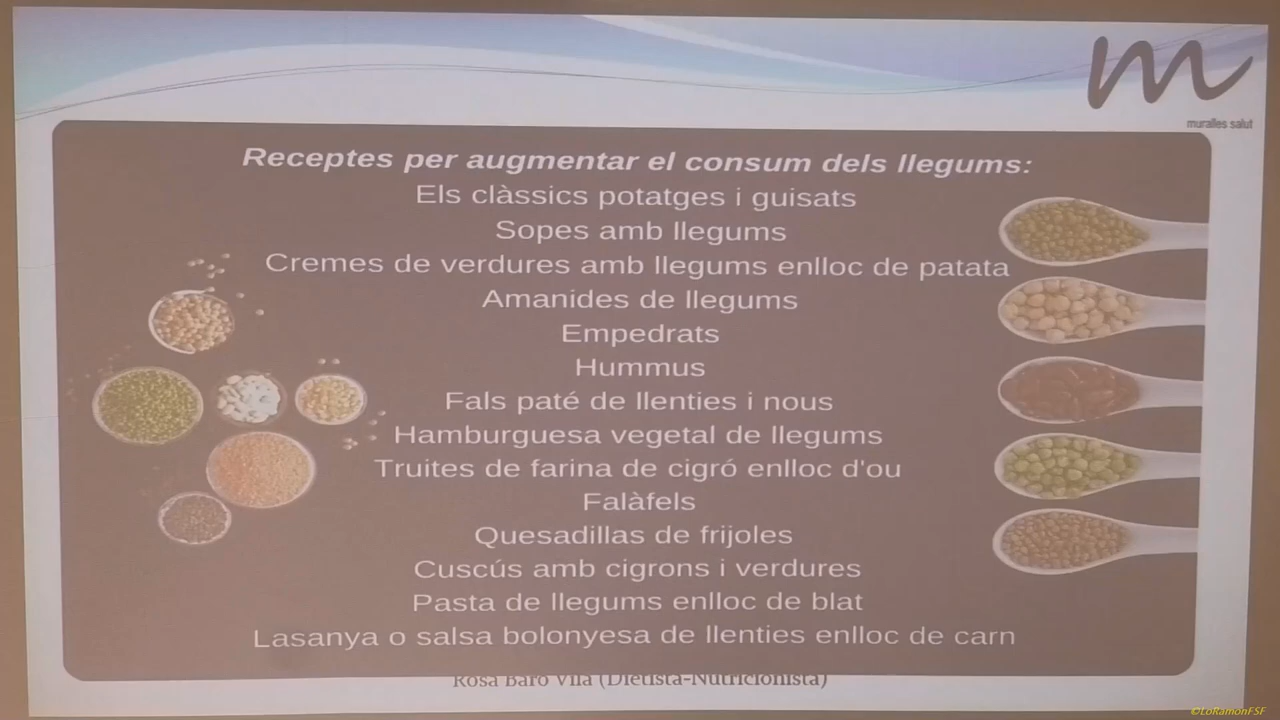 muralles salut
Receptes per augmentar el consum dels llegums:
Els clàssics potatges i guisats
Sopes amb llegums
Cremes de verdures amb llegums enlloc de patata
Amanides de llegums
Empedrats
Hummus
Fals paté de llenties i nous
Hamburguesa vegetal de llegums
Truites de farina de cigró enlloc d'ou
Falàfels
Quesadillas de frijoles
Cuscús amb cigrons i verdures
Pasta de llegums enlloc de blat
Lasanya o salsa bolonyesa de llenties enlloc de carn
Rosa Baró Vila (Dietista-Nutricionista)
©LoRamonFSF